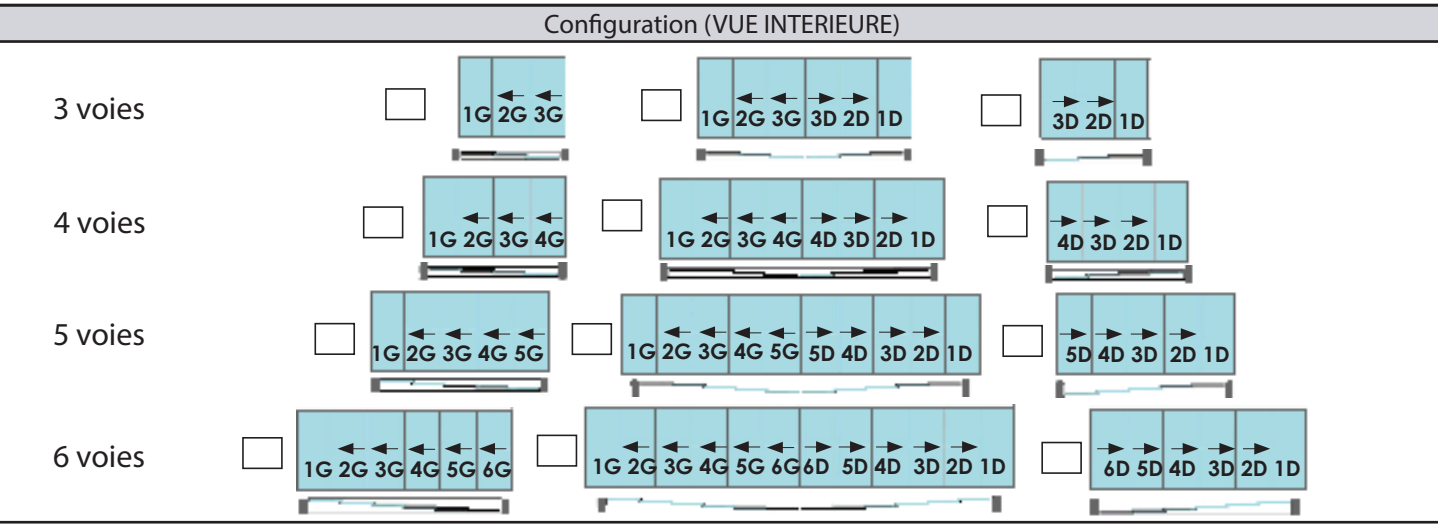 Configuration (VUE INTERIEURE)
3 voies
1G 2G 3G
1G 2G 3G 3D 2D 1D
3D 2D 1D
4 voies
1G 2G 3G 4G
1G 2G 3G 4G 4D 3D 2D 1D
4D 3D 2D 1D
5 voies
1G 2G 3G 4G 5G
1G 2G 3G 4G 5G 5D 4D 3D 2D 1D
5D 4D 3D 2D 1D
6 voies
1G 2G 3G 4G 5G 6G
1G 2G 3G 4G 5G 6G 6D 5D 4D 3D 2D 1D
6D 5D 4D 3D 2D 1D